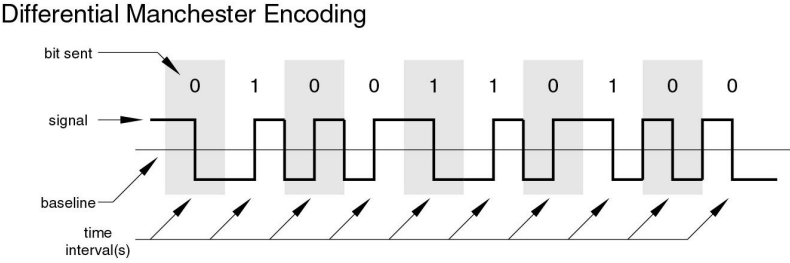 Differential Manchester Encoding
bit sent
0 1 0 0 1 1 0 1 0 0
signal
baseline
time
interval(s)